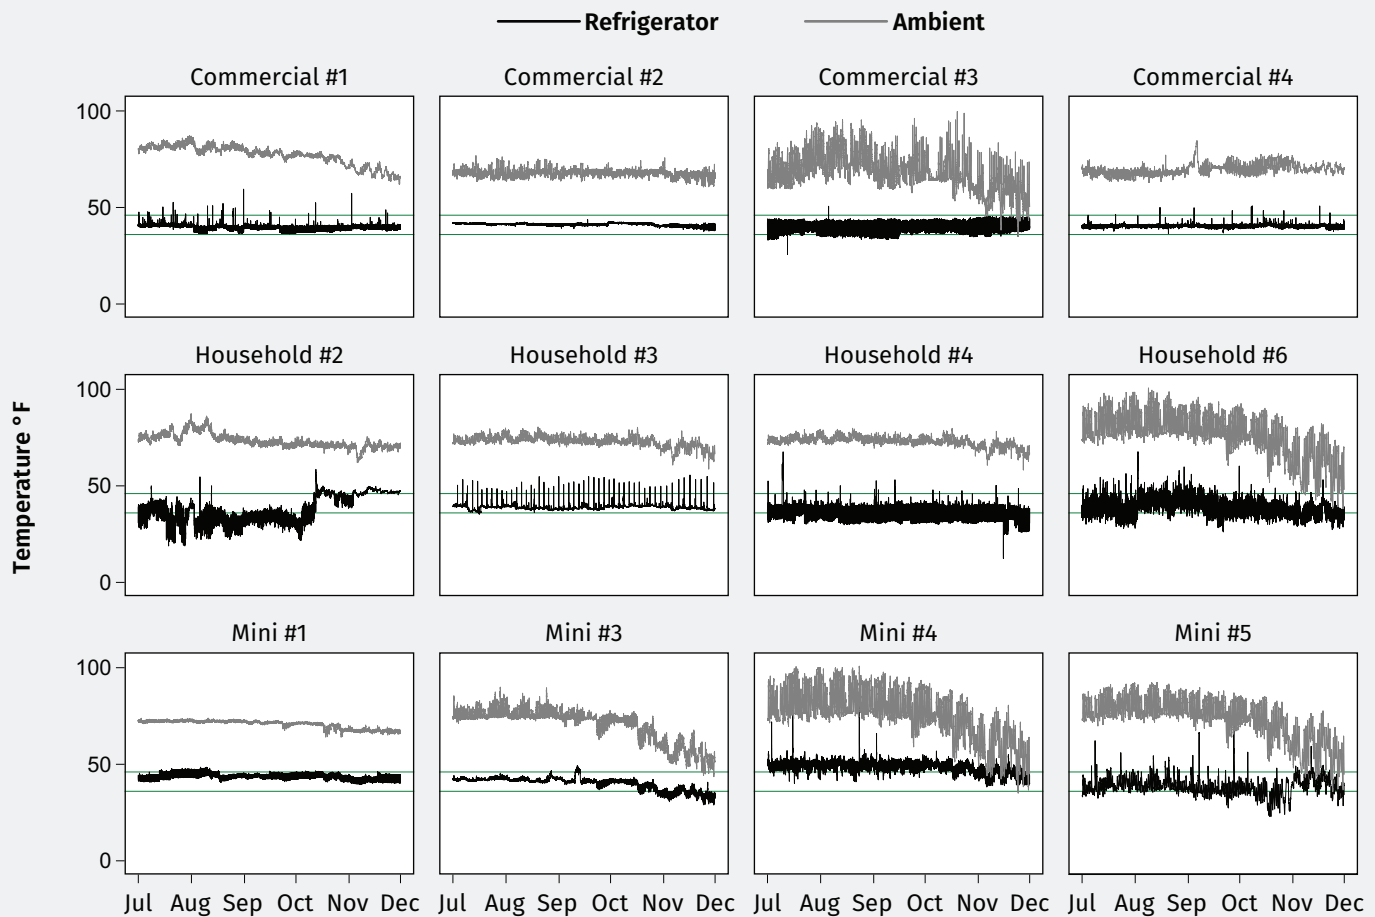 Refrigerator Ambient
Commercial #1 Commercial #2 Commercial #3 Commercial #4
100
50
0
Household #2 Household #3 Household #4 Household #6
100
50
0
Temperature °F
Mini #1 Mini #3 Mini #4 Mini #5
100
50
0
Jul Aug Sep Oct Nov Dec Jul Aug Sep Oct Nov Dec Jul Aug Sep Oct Nov Dec Jul Aug Sep Oct Nov Dec